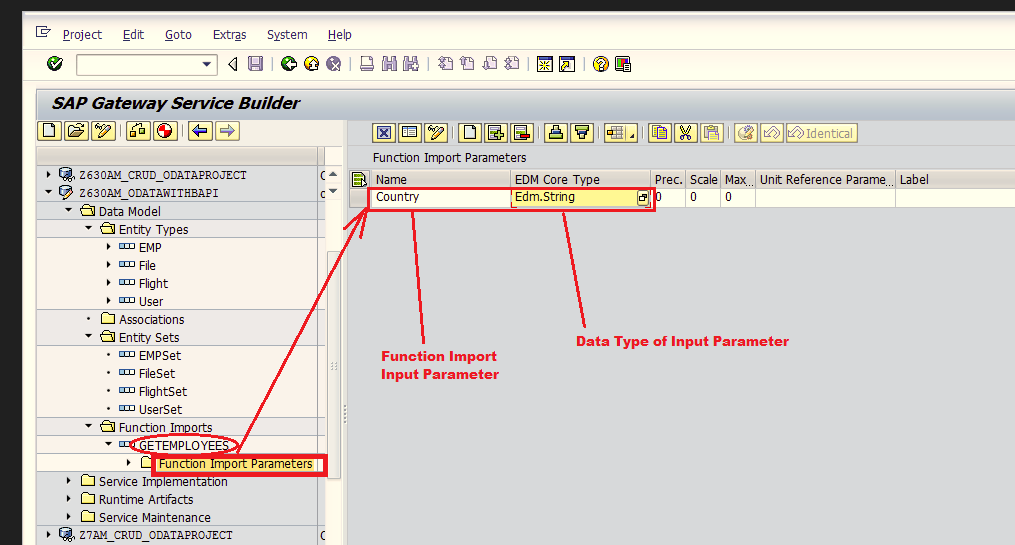 Project Edit Goto Extras System Help
SAP Gateway Service Builder
Identical
Function Import Parameters
Name EDM Core Type Prec. Scale Max... Unit Reference Parame... Label
Country Edm.String 0 0 0
Z630AM_CRUD_ODATAPROJECT
Z630AM_ODATAWITHBAPI
Data Model
Entity Types
EMP
File
Flight
User
Associations
Entity Sets
EMPSet
FileSet
FlightSet
UserSet
Function Imports
GETEMPLOYEES
Function Import Parameters
Service Implementation
Runtime Artifacts
Service Maintenance
Z7AM_CRUD_ODATAPROJECT
Function Import
Input Parameter
Data Type of Input Parameter